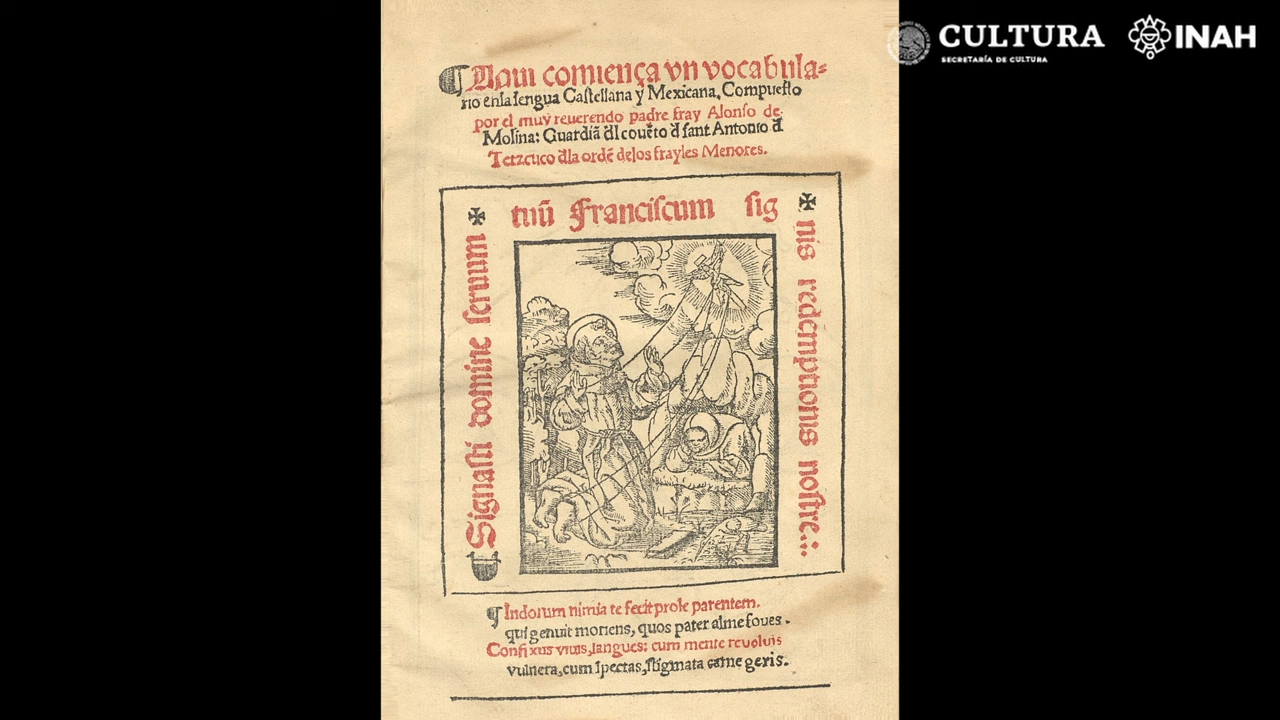 ¶ Aqui comiença vn vocabula-
rio enla lengua Castellana y Mexicana, Compuesto
por el muy reuerendo padre fray Alonso de
Molina: Guardiã ďl couẽto ď sant Antonio ď
Tetzcuco ďla ordẽ delos frayles Menores.
Signasti domine seruum
tuũ Franciscum sig
nis redemptionis nostre.:.
¶ Indorum nimia te fecit prole parentem.
qui genuit moriens, quos pater alme foues.
Confixus viuis, langues: cum mente reuoluis
vulnera, cum spectas, stigmata carne geris.
CULTURA
SECRETARÍA DE CULTURA
INAH